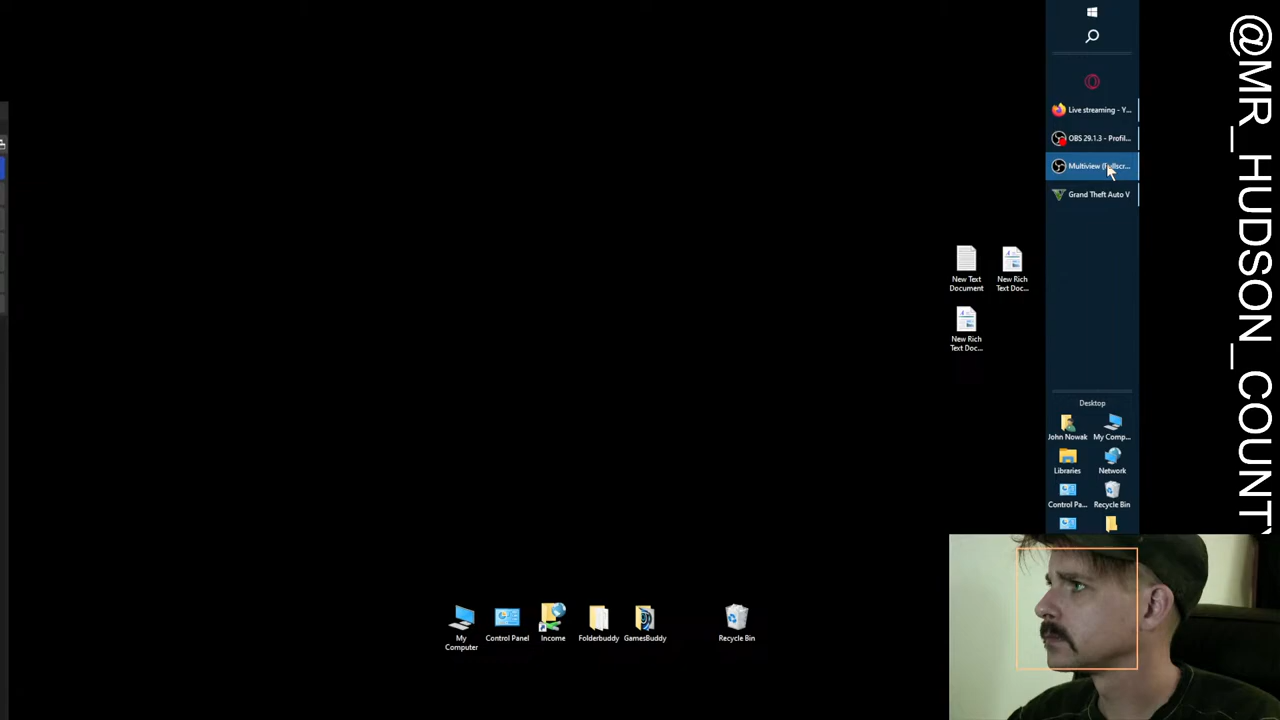 Live streaming - Y...
OBS 29.1.3 - Profil...
Multiview (Fullscr...
Grand Theft Auto V
New Text
Document
New Rich
Text Doc...
New Rich
Text Doc...
Desktop
John Nowak
My Comp...
Libraries
Network
Control Pa...
Recycle Bin
My
Computer
Control Panel
Income
Folderbuddy
GamesBuddy
Recycle Bin
@MR_HUDSON_COUNT